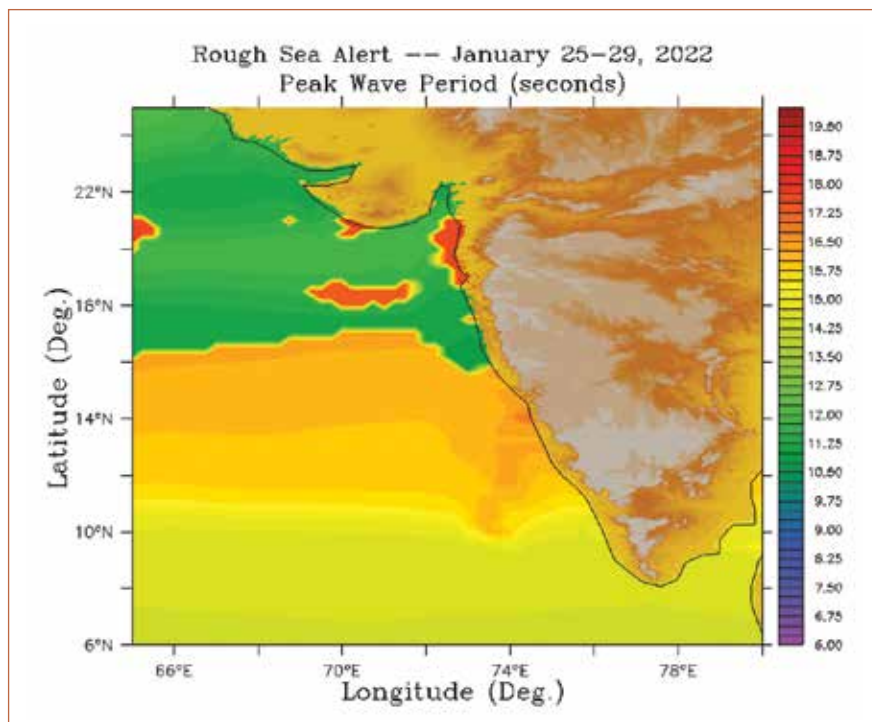 Rough Sea Alert -- January 25-29, 2022
Peak Wave Period (seconds)
22°N
18°N
14°N
10°N
6°N
Latitude (Deg.)
66°E
70°E
74°E
78°E
Longitude (Deg.)
19.50
18.75
18.00
17.25
16.50
15.75
15.00
14.25
13.50
12.75
12.00
11.25
10.50
9.75
9.00
8.25
7.50
6.75
6.00